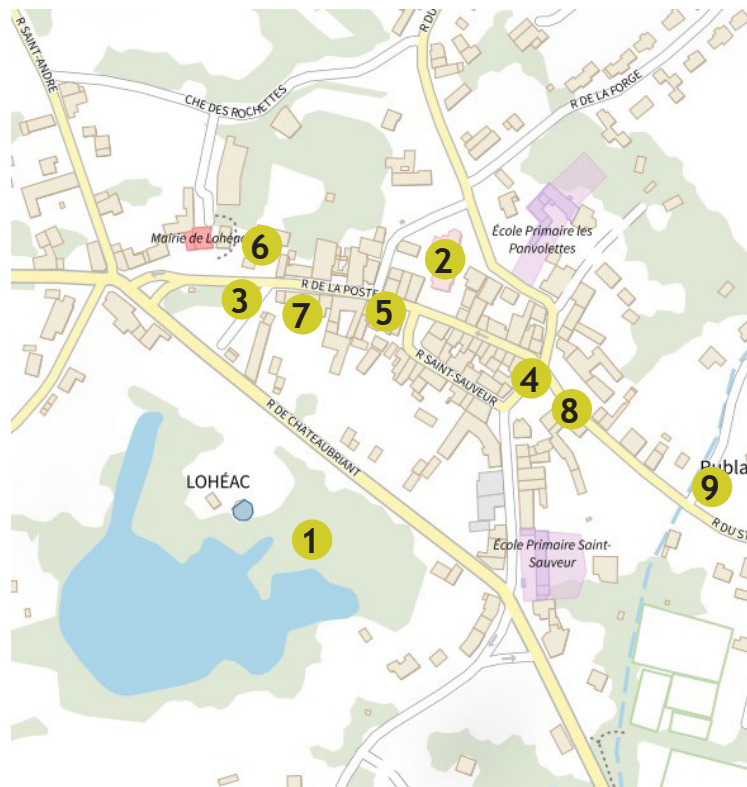 R SAINT-ANDRÉ
R DU
CHE DES ROCHETTES
R DE LA FORGE
École Primaire les
Panvolettes
Mairie de Lohéac
6
2
R DE LA POSTE
3
7
5
R SAINT-SAUVEUR
4
8
R DE CHATEAUBRIANT
LOHÉAC
9
R DU ST
1
École Primaire Saint-
Sauveur